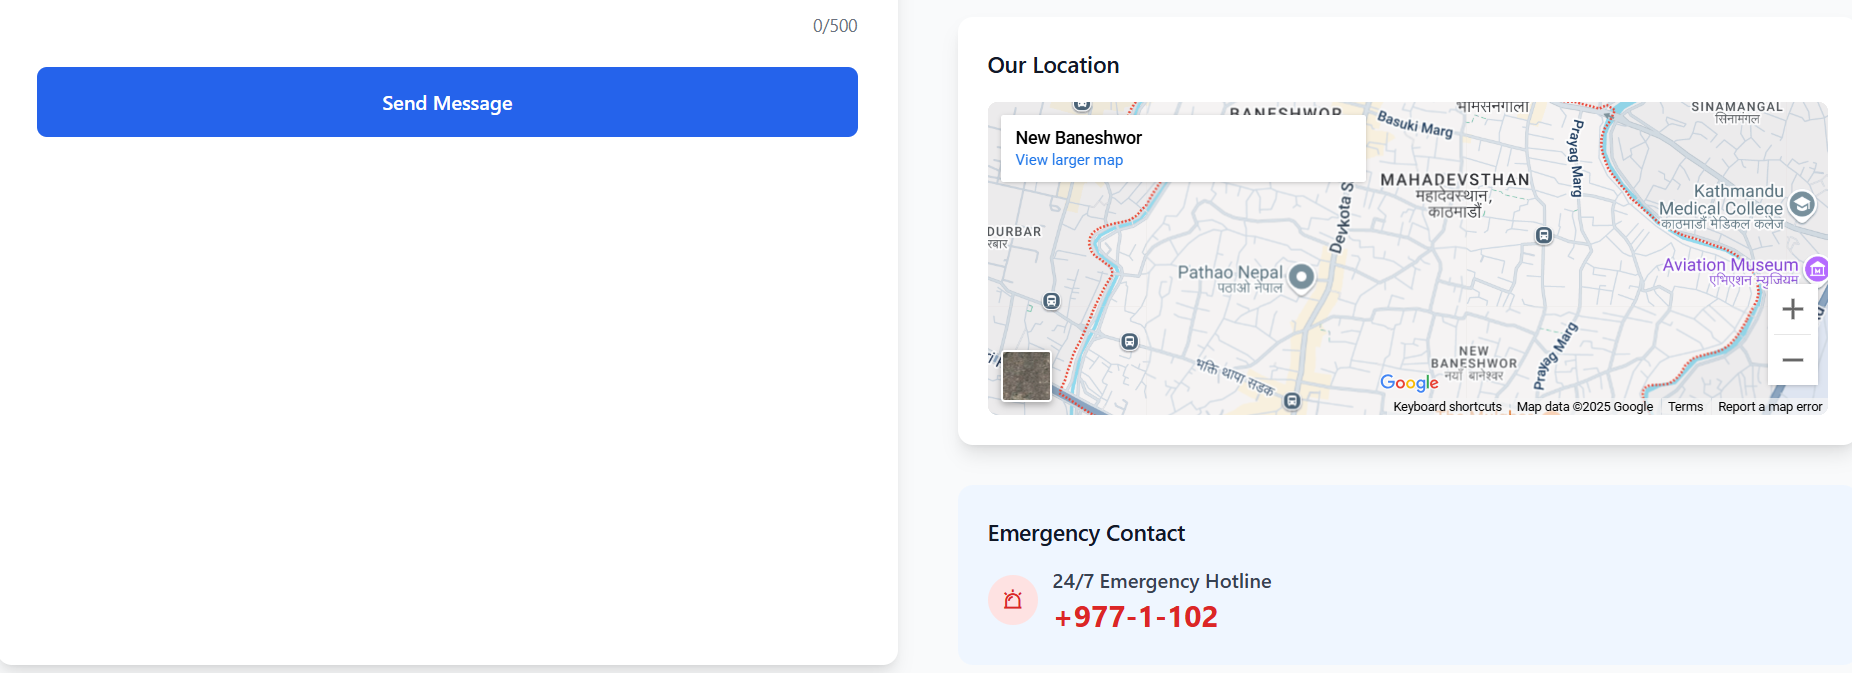 0/500
Send Message
Our Location
New Baneshwor
View larger map
BANESHWOR
Basuki Marg
भीमसेनगोला
Prayag Marg
SINAMANGAL
सिनामंगल
MAHADEVSTHAN
महादेवस्थान,
काठमाडौं
Kathmandu
Medical College
काठमाडौं मेडिकल कलेज
DURBAR
रबार
Devkota S
Pathao Nepal
पठाओ नेपाल
Aviation Museum
एभिएशन म्युजियम
भक्ति थापा सडक
NEW
BANESHWOR
नयाँ बानेश्वर
Prayag Marg
Google
Keyboard shortcuts
Map data ©2025 Google
Terms
Report a map error
Emergency Contact
24/7 Emergency Hotline
+977-1-102